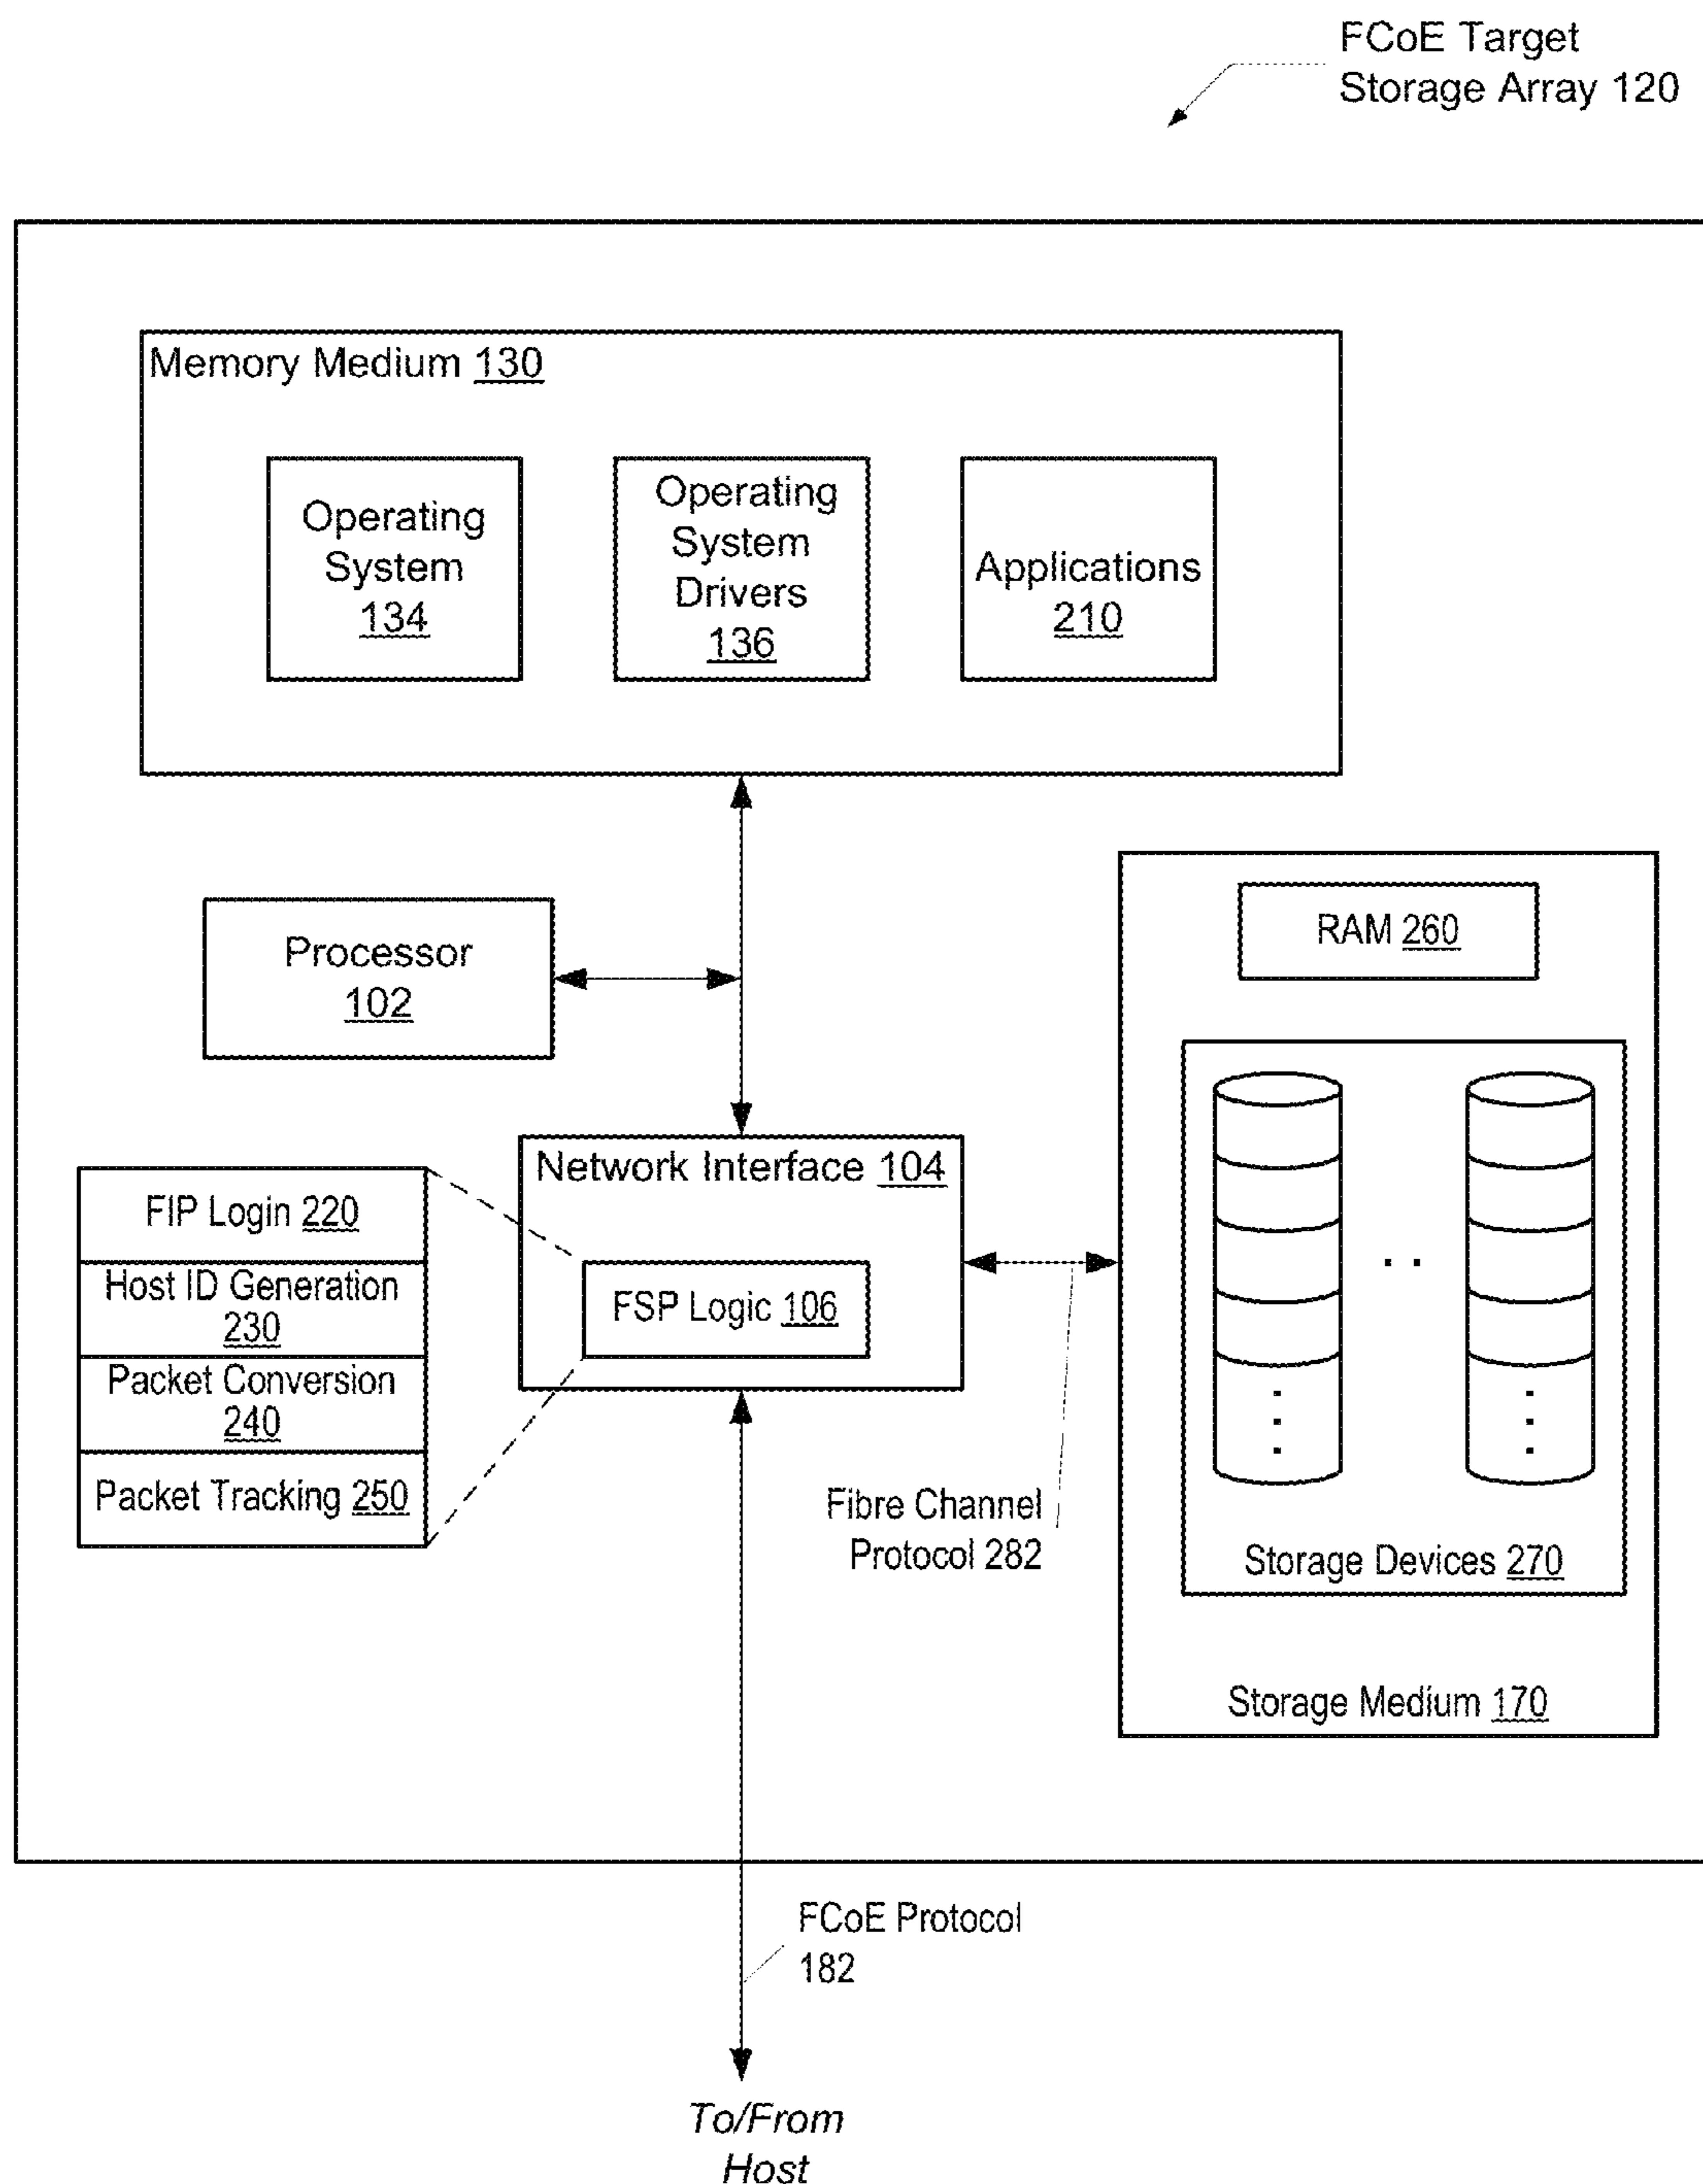 FCoE Target
Storage Array 120
Memory Medium 130
Operating
System
134
Operating
System
Drivers
136
Applications
210
Processor
102
RAM 260
Network Interface 104
FSP Logic 106
FIP Login 220
Host ID Generation
230
Packet Conversion
240
Packet Tracking 250
Fibre Channel
Protocol 282
Storage Devices 270
Storage Medium 170
FCoE Protocol
182
To/From
Host